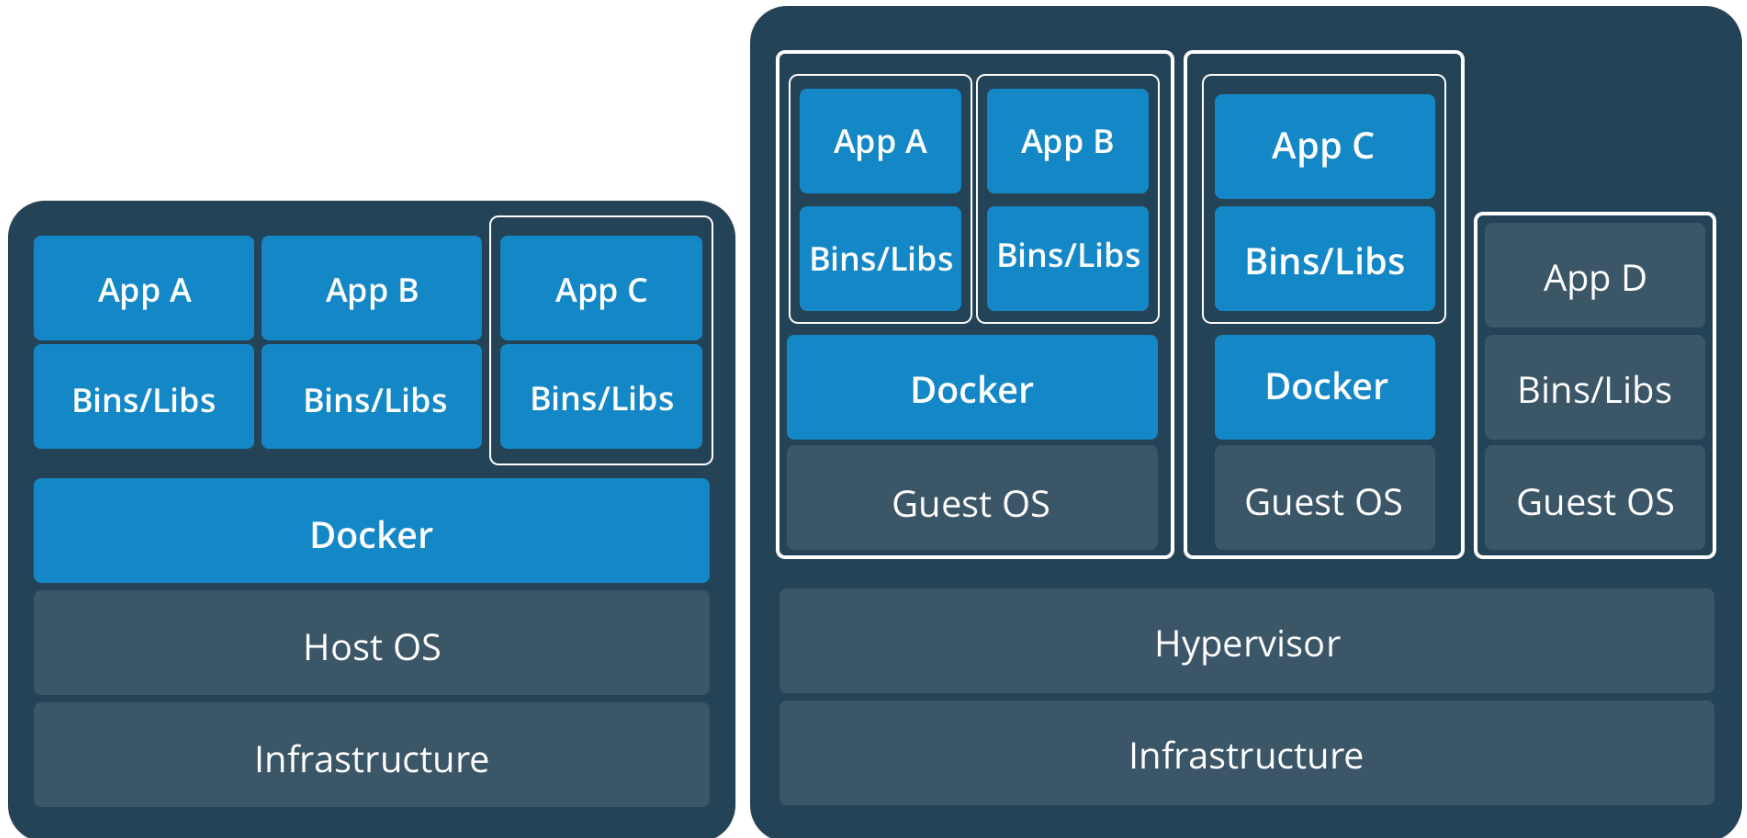 App A
App B
App C
Bins/Libs
Bins/Libs
Bins/Libs
Docker
Host OS
Infrastructure
App A
App B
Bins/Libs
Bins/Libs
Docker
Guest OS
App C
Bins/Libs
Docker
Guest OS
App D
Bins/Libs
Guest OS
Hypervisor
Infrastructure